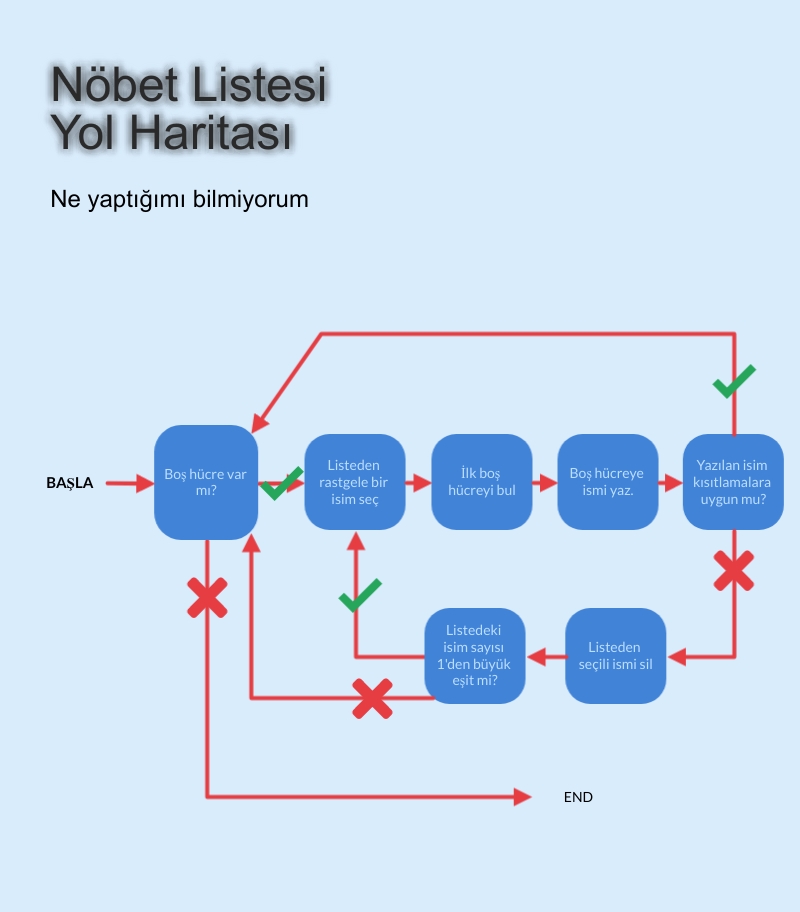 Nöbet Listesi
Yol Haritası
Ne yaptığımı bilmiyorum
BAŞLA
Boş hücre var
mı?
Listeden
rastgele bir
isim seç
İlk boş
hücreyi bul
Boş hücreye
ismi yaz.
Yazılan isim
kısıtlamalara
uygun mu?
Listedeki
isim sayısı
1'den büyük
eşit mi?
Listeden
seçili ismi sil
END